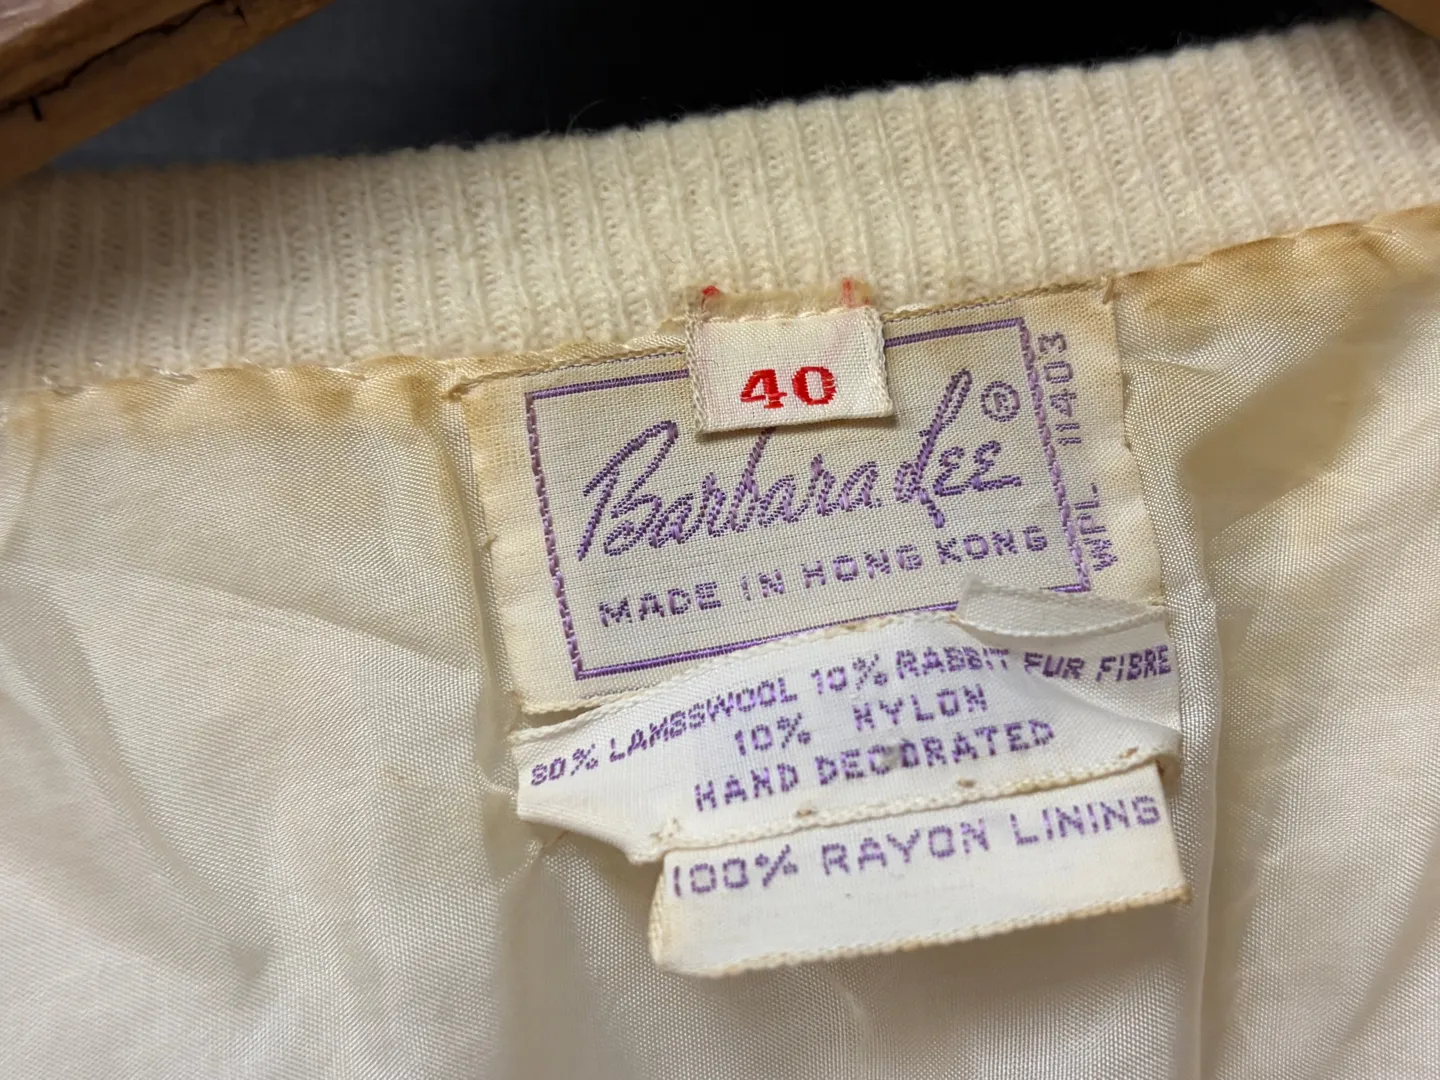 40
Barbara Lee ®
MADE IN HONG KONG
WPL 11403
80% LAMBSWOOL 10% RABBIT FUR FIBRE
10% NYLON
HAND DECORATED
100% RAYON LINING